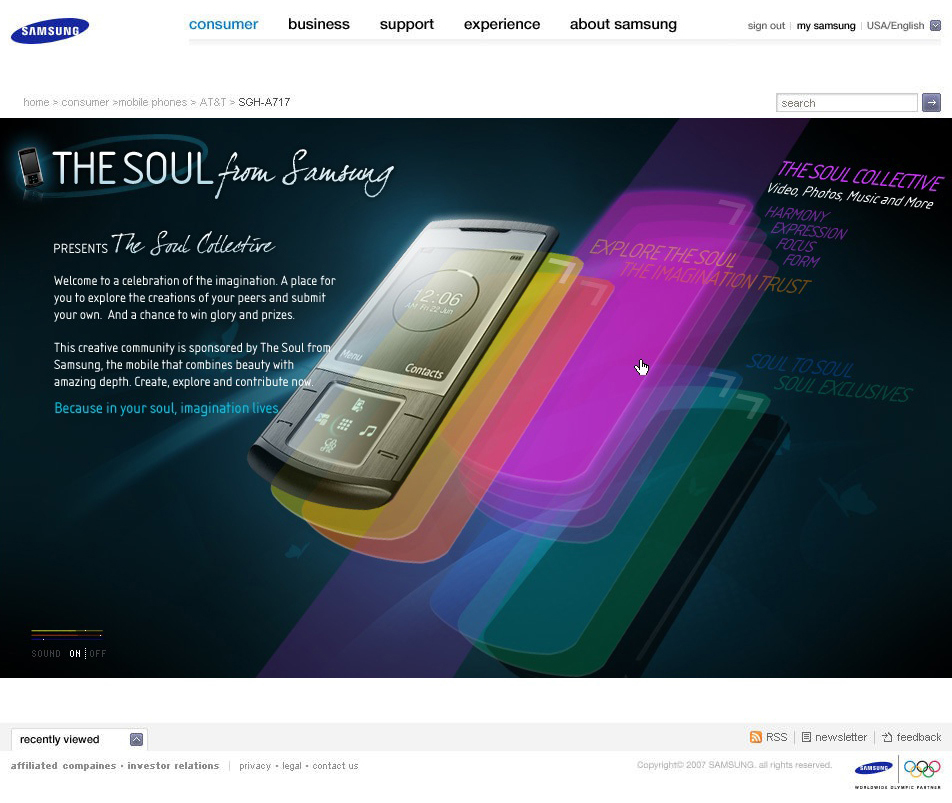 SAMSUNG
consumer business support experience about samsung
sign out | my samsung | USA/English
home > consumer >mobile phones > AT&T > SGH-A717
search
THE SOUL from Samsung
PRESENTS The Soul Collective
Welcome to a celebration of the imagination. A place for
you to explore the creations of your peers and submit
your own. And a chance to win glory and prizes.
This creative community is sponsored by The Soul from
Samsung, the mobile that combines beauty with
amazing depth. Create, explore and contribute now.
Because in your soul, imagination lives
12:06
AM Fri 22 Jun
Menu
Contacts
EXPLORE THE SOUL
THE IMAGINATION TRUST
THE SOUL COLLECTIVE
Video, Photos, Music and More
HARMONY
EXPRESSION
FOCUS
FORM
SOUL TO SOUL
SOUL EXCLUSIVES
SOUND ON OFF
recently viewed
RSS | newsletter | feedback
affiliated compaines • investor relations | privacy • legal • contact us
Copyright© 2007 SAMSUNG. all rights reserved.
SAMSUNG
WORLDWIDE OLYMPIC PARTNER